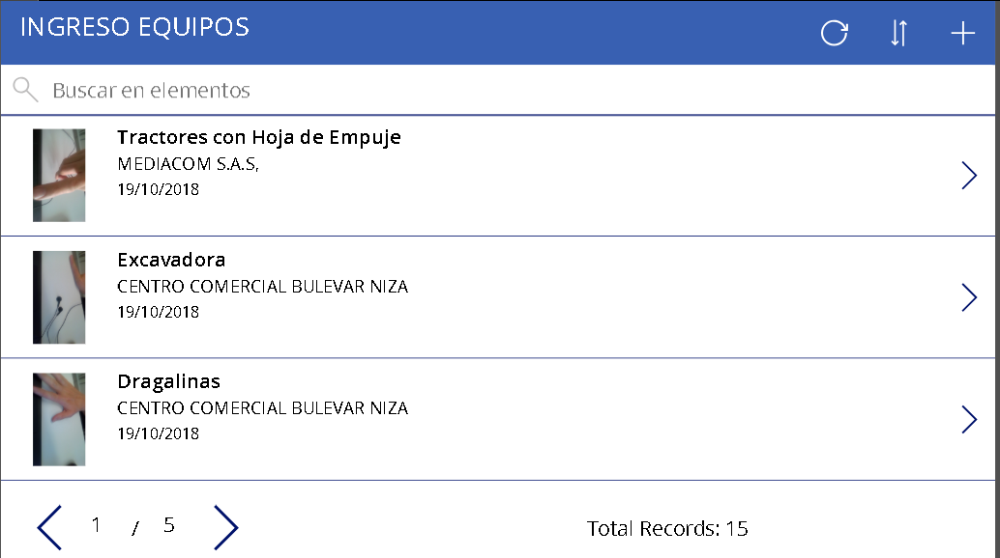 INGRESO EQUIPOS
Buscar en elementos
Tractores con Hoja de Empuje
MEDIACOM S.A.S,
19/10/2018
Excavadora
CENTRO COMERCIAL BULEVAR NIZA
19/10/2018
Dragalinas
CENTRO COMERCIAL BULEVAR NIZA
19/10/2018
1 / 5
Total Records: 15